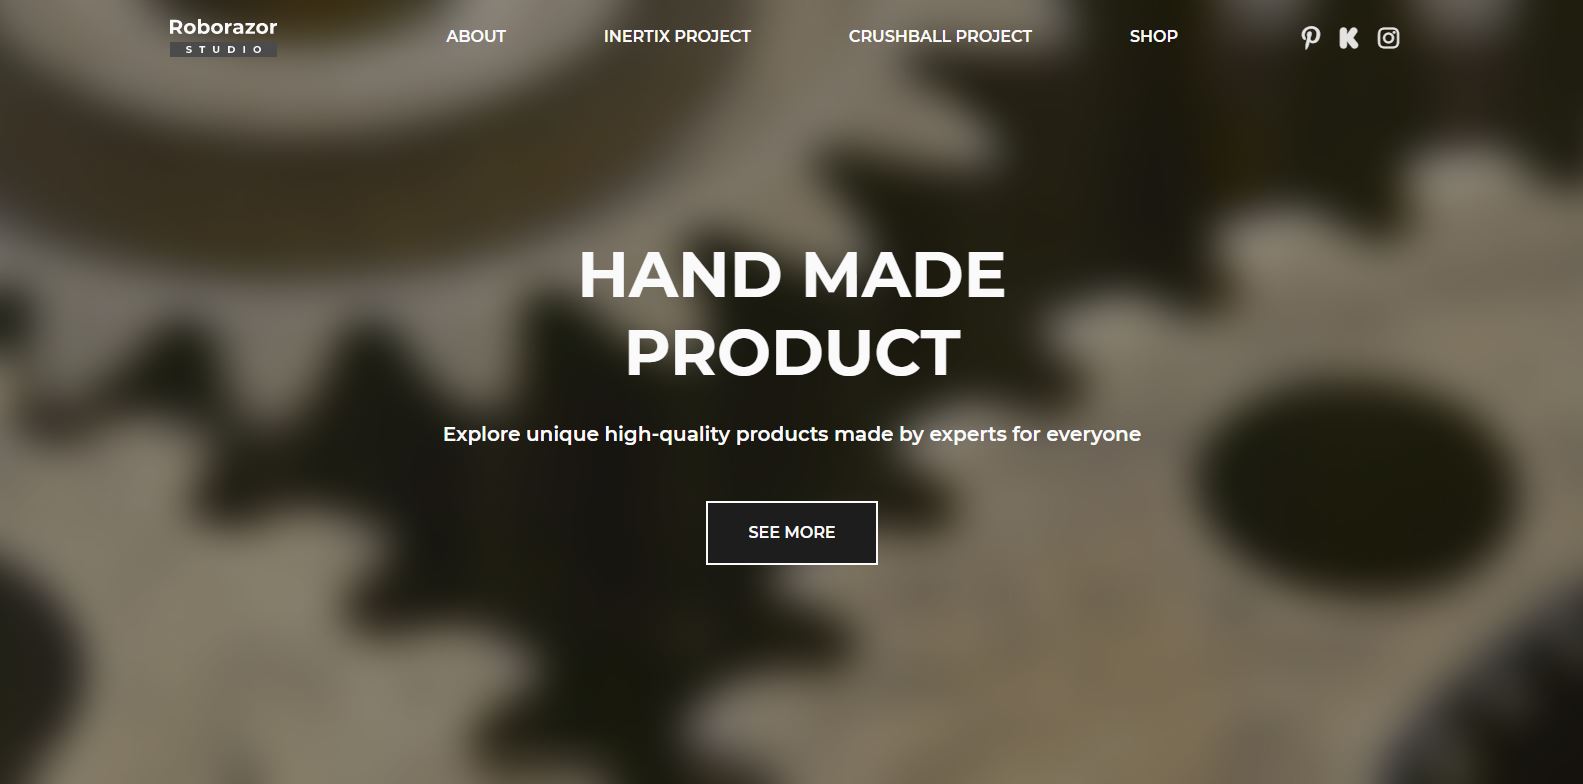 Roborazor
STUDIO
ABOUT
INERTIX PROJECT
CRUSHBALL PROJECT
SHOP
HAND MADE
PRODUCT
Explore unique high-quality products made by experts for everyone
SEE MORE